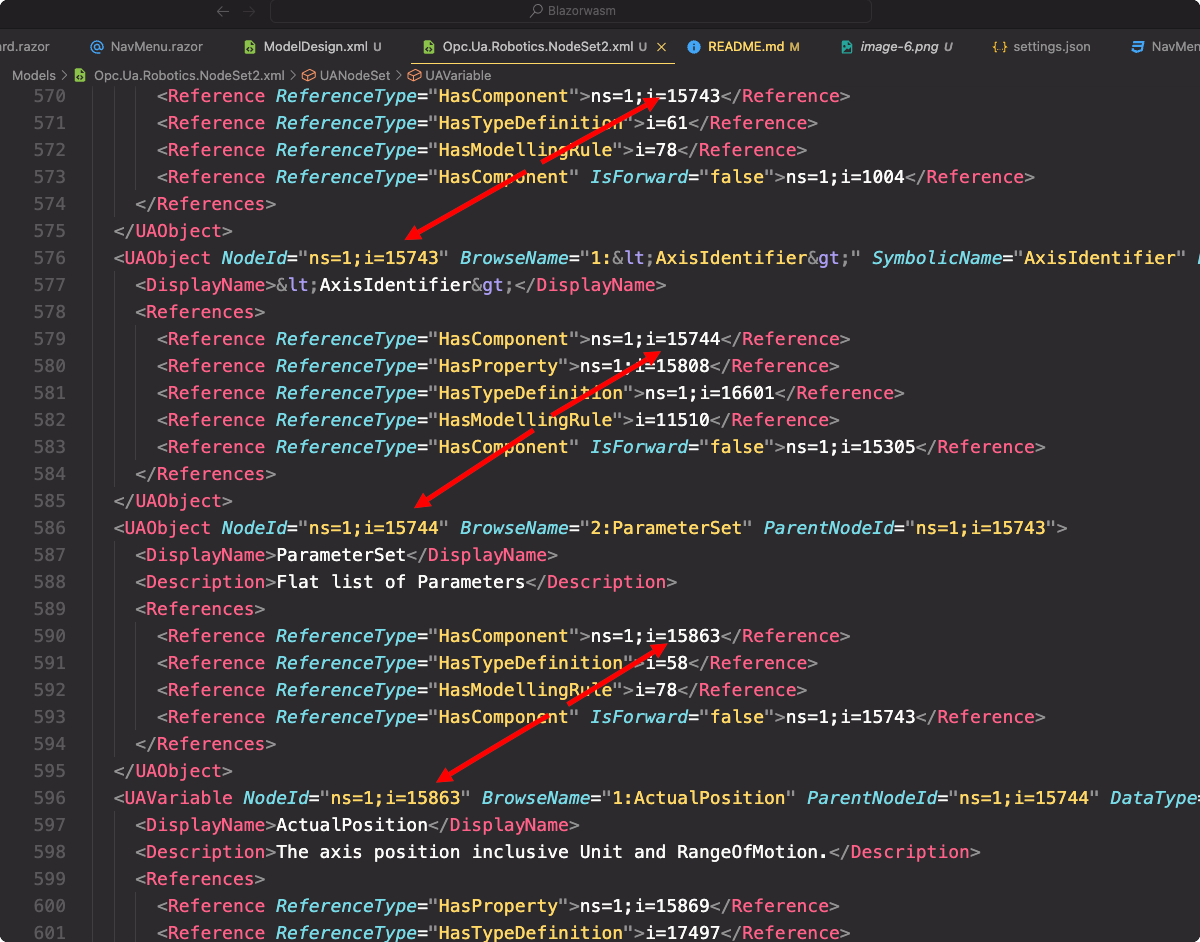 ← → Blazorwasm
rd.razor @ NavMenu.razor ModelDesign.xml U Opc.Ua.Robotics.NodeSet2.xml U × README.md M image-6.png U {} settings.json NavMen
Models > Opc.Ua.Robotics.NodeSet2.xml > UANodeSet > UAVariable
570 <Reference ReferenceType="HasComponent">ns=1;i=15743</Reference>
571 <Reference ReferenceType="HasTypeDefinition">i=61</Reference>
572 <Reference ReferenceType="HasModellingRule">i=78</Reference>
573 <Reference ReferenceType="HasComponent" IsForward="false">ns=1;i=1004</Reference>
574 </References>
575 </UAObject>
576 <UAObject NodeId="ns=1;i=15743" BrowseName="1:&lt;AxisIdentifier&gt;" SymbolicName="AxisIdentifier"
577 <DisplayName>&lt;AxisIdentifier&gt;</DisplayName>
578 <References>
579 <Reference ReferenceType="HasComponent">ns=1;i=15744</Reference>
580 <Reference ReferenceType="HasProperty">ns=1;i=15808</Reference>
581 <Reference ReferenceType="HasTypeDefinition">ns=1;i=16601</Reference>
582 <Reference ReferenceType="HasModellingRule">i=11510</Reference>
583 <Reference ReferenceType="HasComponent" IsForward="false">ns=1;i=15305</Reference>
584 </References>
585 </UAObject>
586 <UAObject NodeId="ns=1;i=15744" BrowseName="2:ParameterSet" ParentNodeId="ns=1;i=15743">
587 <DisplayName>ParameterSet</DisplayName>
588 <Description>Flat list of Parameters</Description>
589 <References>
590 <Reference ReferenceType="HasComponent">ns=1;i=15863</Reference>
591 <Reference ReferenceType="HasTypeDefinition">i=58</Reference>
592 <Reference ReferenceType="HasModellingRule">i=78</Reference>
593 <Reference ReferenceType="HasComponent" IsForward="false">ns=1;i=15743</Reference>
594 </References>
595 </UAObject>
596 <UAVariable NodeId="ns=1;i=15863" BrowseName="1:ActualPosition" ParentNodeId="ns=1;i=15744" DataType=
597 <DisplayName>ActualPosition</DisplayName>
598 <Description>The axis position inclusive Unit and RangeOfMotion.</Description>
599 <References>
600 <Reference ReferenceType="HasProperty">ns=1;i=15869</Reference>
601 <Reference ReferenceType="HasTypeDefinition">i=17497</Reference>